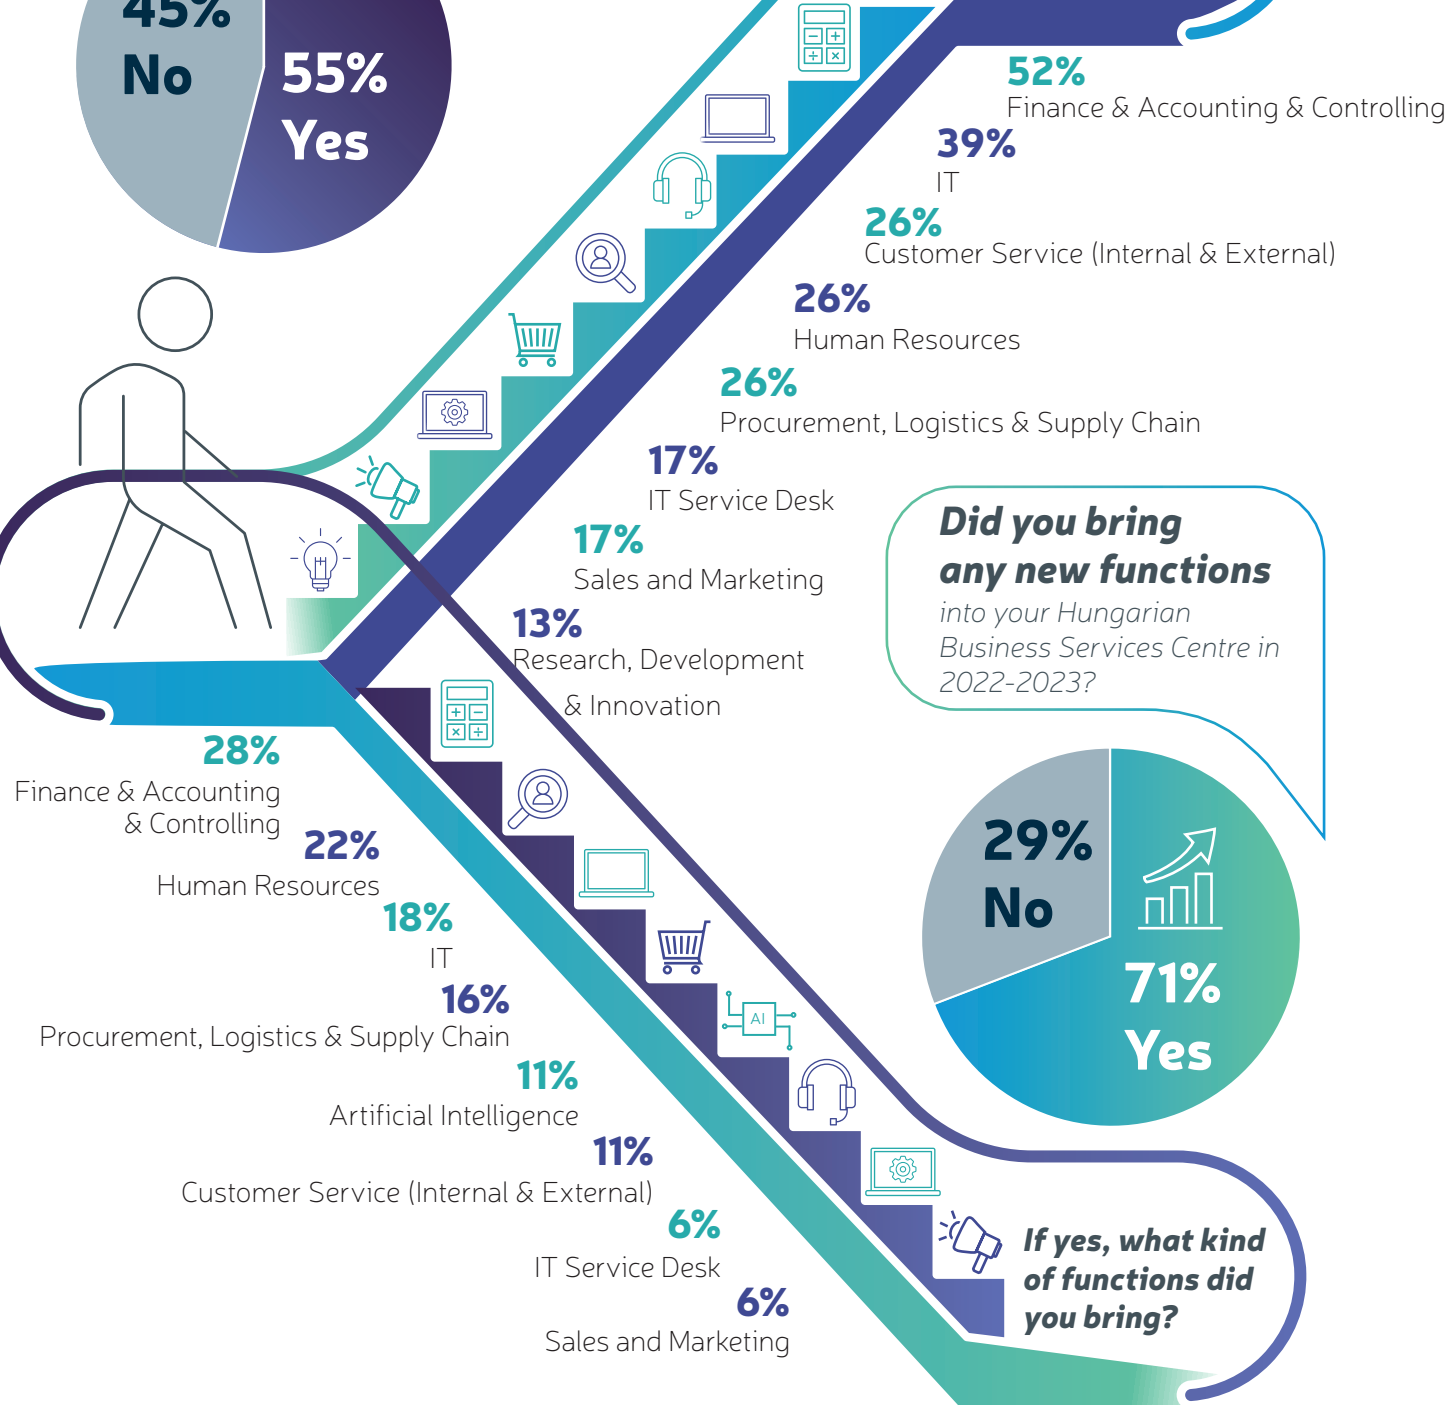 45%
No
55%
Yes
52%
Finance & Accounting & Controlling
39%
IT
26%
Customer Service (Internal & External)
26%
Human Resources
26%
Procurement, Logistics & Supply Chain
17%
IT Service Desk
17%
Sales and Marketing
13%
Research, Development
& Innovation
Did you bring
any new functions
into your Hungarian
Business Services Centre in
2022-2023?
29%
No
71%
Yes
28%
Finance & Accounting
& Controlling
22%
Human Resources
18%
IT
16%
Procurement, Logistics & Supply Chain
11%
Artificial Intelligence
11%
Customer Service (Internal & External)
6%
IT Service Desk
6%
Sales and Marketing
AI
If yes, what kind
of functions did
you bring?